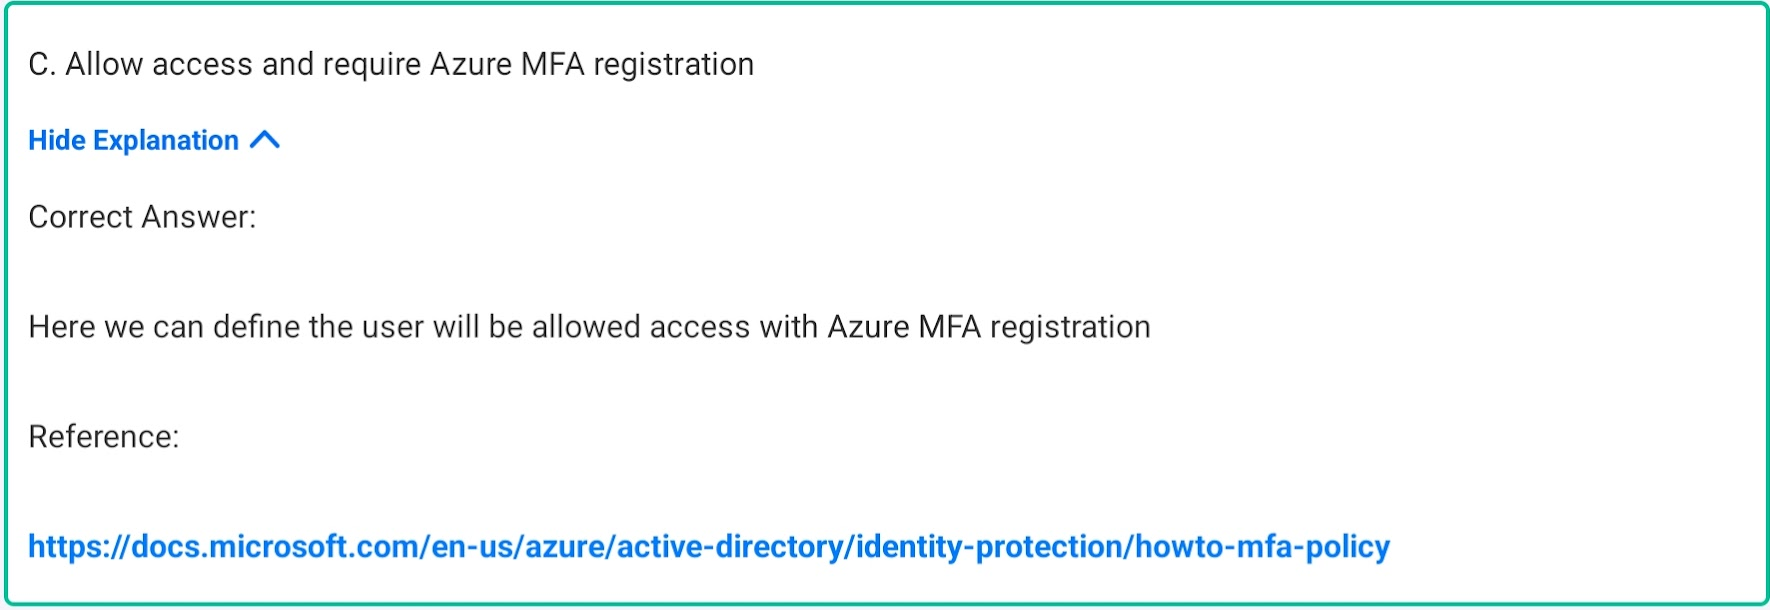 C. Allow access and require Azure MFA registration
Hide Explanation
Correct Answer:
Here we can define the user will be allowed access with Azure MFA registration
Reference:
https://docs.microsoft.com/en-us/azure/active-directory/identity-protection/howto-mfa-policy